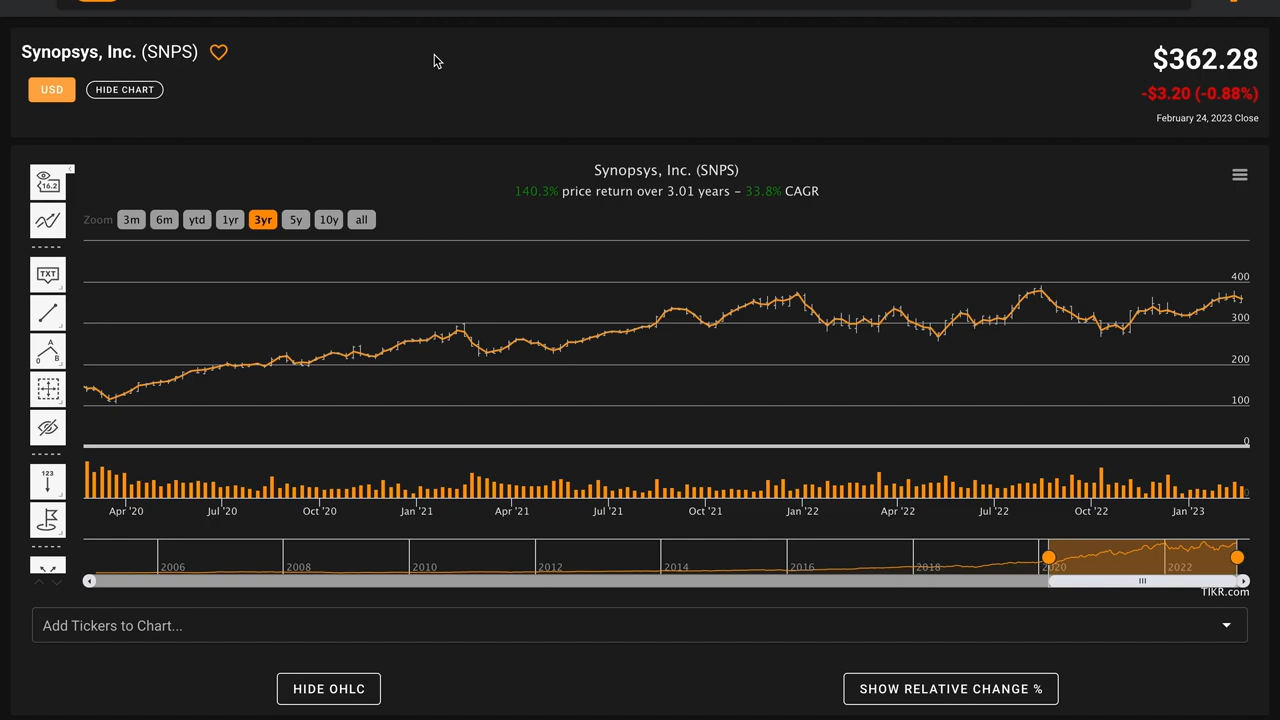 Synopsys, Inc. (SNPS)
$362.28
USD
HIDE CHART
-$3.20 (-0.88%)
February 24, 2023 Close
Synopsys, Inc. (SNPS)
140.3% price return over 3.01 years – 33.8% CAGR
Zoom 3m 6m ytd 1yr 3yr 5y 10y all
16.2
TXT
A
0 B
123
400
300
200
100
0
0
Apr '20 Jul '20 Oct '20 Jan '21 Apr '21 Jul '21 Oct '21 Jan '22 Apr '22 Jul '22 Oct '22 Jan '23
2006 2008 2010 2012 2014 2016 2018 2020 2022
TIKR.com
Add Tickers to Chart...
HIDE OHLC
SHOW RELATIVE CHANGE %